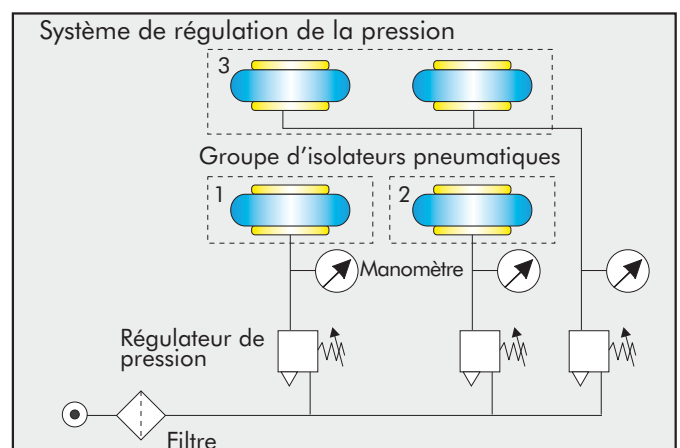 Système de régulation de la pression
3
Groupe d'isolateurs pneumatiques
1
2
Manomètre
Régulateur de
pression
Filtre